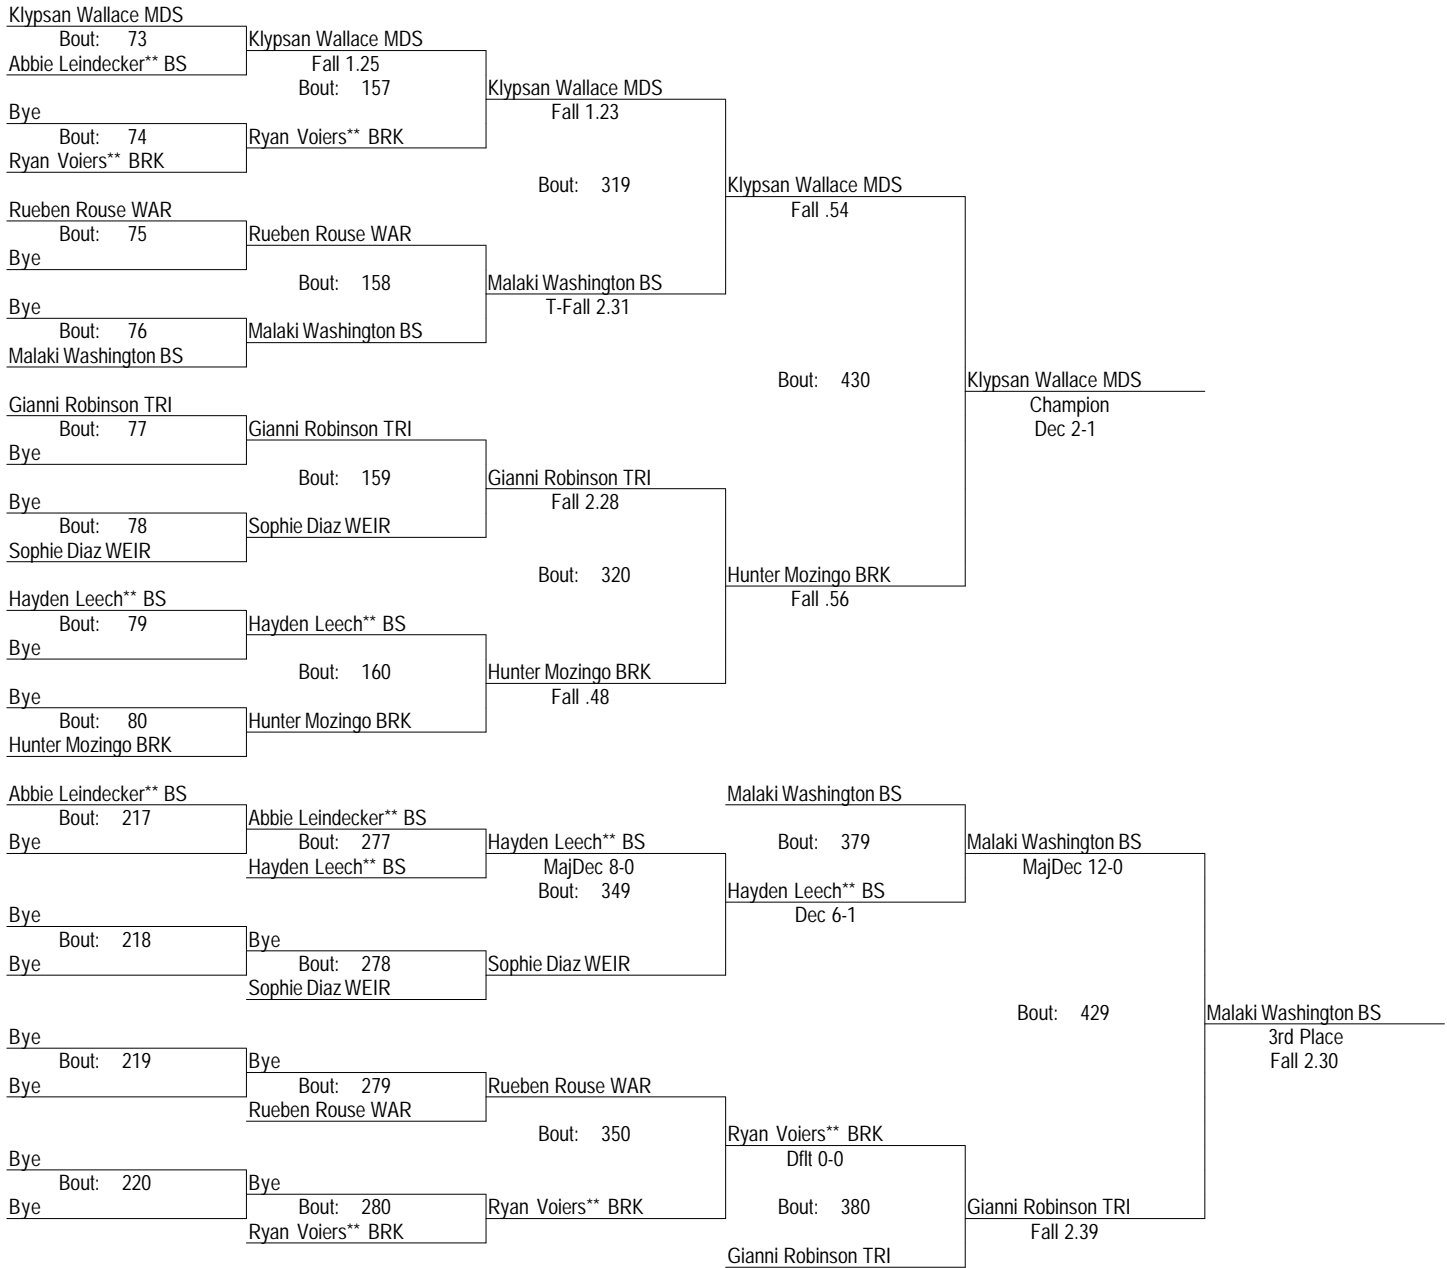 Klypsan Wallace MDS
Bout: 73
Klypsan Wallace MDS
Abbie Leindecker** BS
Fall 1.25
Bout: 157
Klypsan Wallace MDS
Bye
Fall 1.23
Bout: 74
Ryan Voiers** BRK
Ryan Voiers** BRK
Bout: 319
Klypsan Wallace MDS
Rueben Rouse WAR
Fall .54
Bout: 75
Rueben Rouse WAR
Bye
Bout: 158
Malaki Washington BS
Bye
T-Fall 2.31
Bout: 76
Malaki Washington BS
Malaki Washington BS
Bout: 430
Klypsan Wallace MDS
Gianni Robinson TRI
Champion
Bout: 77
Gianni Robinson TRI
Dec 2-1
Bye
Bout: 159
Gianni Robinson TRI
Bye
Fall 2.28
Bout: 78
Sophie Diaz WEIR
Sophie Diaz WEIR
Bout: 320
Hunter Mozingo BRK
Hayden Leech** BS
Fall .56
Bout: 79
Hayden Leech** BS
Bye
Bout: 160
Hunter Mozingo BRK
Bye
Fall .48
Bout: 80
Hunter Mozingo BRK
Hunter Mozingo BRK
Abbie Leindecker** BS
Malaki Washington BS
Bout: 217
Abbie Leindecker** BS
Bye
Bout: 277
Hayden Leech** BS
Bout: 379
Malaki Washington BS
Hayden Leech** BS
MajDec 8-0
MajDec 12-0
Bout: 349
Hayden Leech** BS
Bye
Dec 6-1
Bout: 218
Bye
Bye
Bout: 278
Sophie Diaz WEIR
Sophie Diaz WEIR
Bout: 429
Malaki Washington BS
Bye
3rd Place
Bout: 219
Bye
Fall 2.30
Bye
Bout: 279
Rueben Rouse WAR
Rueben Rouse WAR
Bout: 350
Ryan Voiers** BRK
Bye
Dflt 0-0
Bout: 220
Bye
Bye
Bout: 280
Ryan Voiers** BRK
Bout: 380
Gianni Robinson TRI
Ryan Voiers** BRK
Fall 2.39
Gianni Robinson TRI